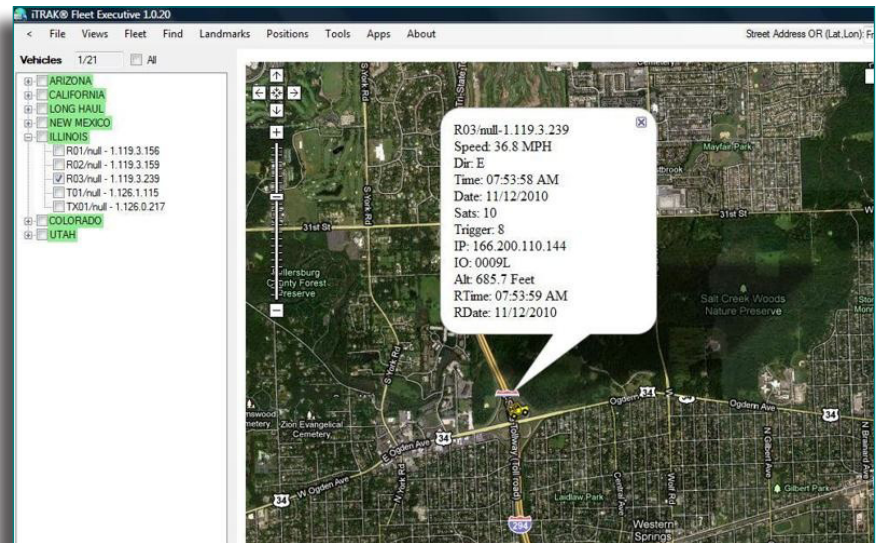 iTRAK® Fleet Executive 1.0.20
< File Views Fleet Find Landmarks Positions Tools Apps About
Street Address OR (Lat,Lon):
Vehicles 1/21 All
ARIZONA
CALIFORNIA
LONG HAUL
NEW MEXICO
ILLINOIS
R01/null - 1.119.3.156
R02/null - 1.119.3.159
R03/null - 1.119.3.239
T01/null - 1.126.1.115
TX01/null - 1.126.0.217
COLORADO
UTAH
R03/null-1.119.3.239
Speed: 36.8 MPH
Dir: E
Time: 07:53:58 AM
Date: 11/12/2010
Sats: 10
Trigger: 8
IP: 166.200.110.144
IO: 0009L
Alt: 685.7 Feet
RTime: 07:53:59 AM
RDate: 11/12/2010
S York Rd
S York Rd
Tri-State
Mayfair Park
31st St
31st St
Salt Creek Woods
Nature Preserve
S York Rd
Zion Evangelical
Cemetery
E Ogden Ave
34
Ogden Ave
34
Ogden Ave
34
W Ogden Ave
34
N York Rd
Tollway (Toll road)
294
Laidlaw Park
Central Ave
Wolf Rd
N Gilbert Ave
N Brainard Ave
Gilbert Park
Western
Springs